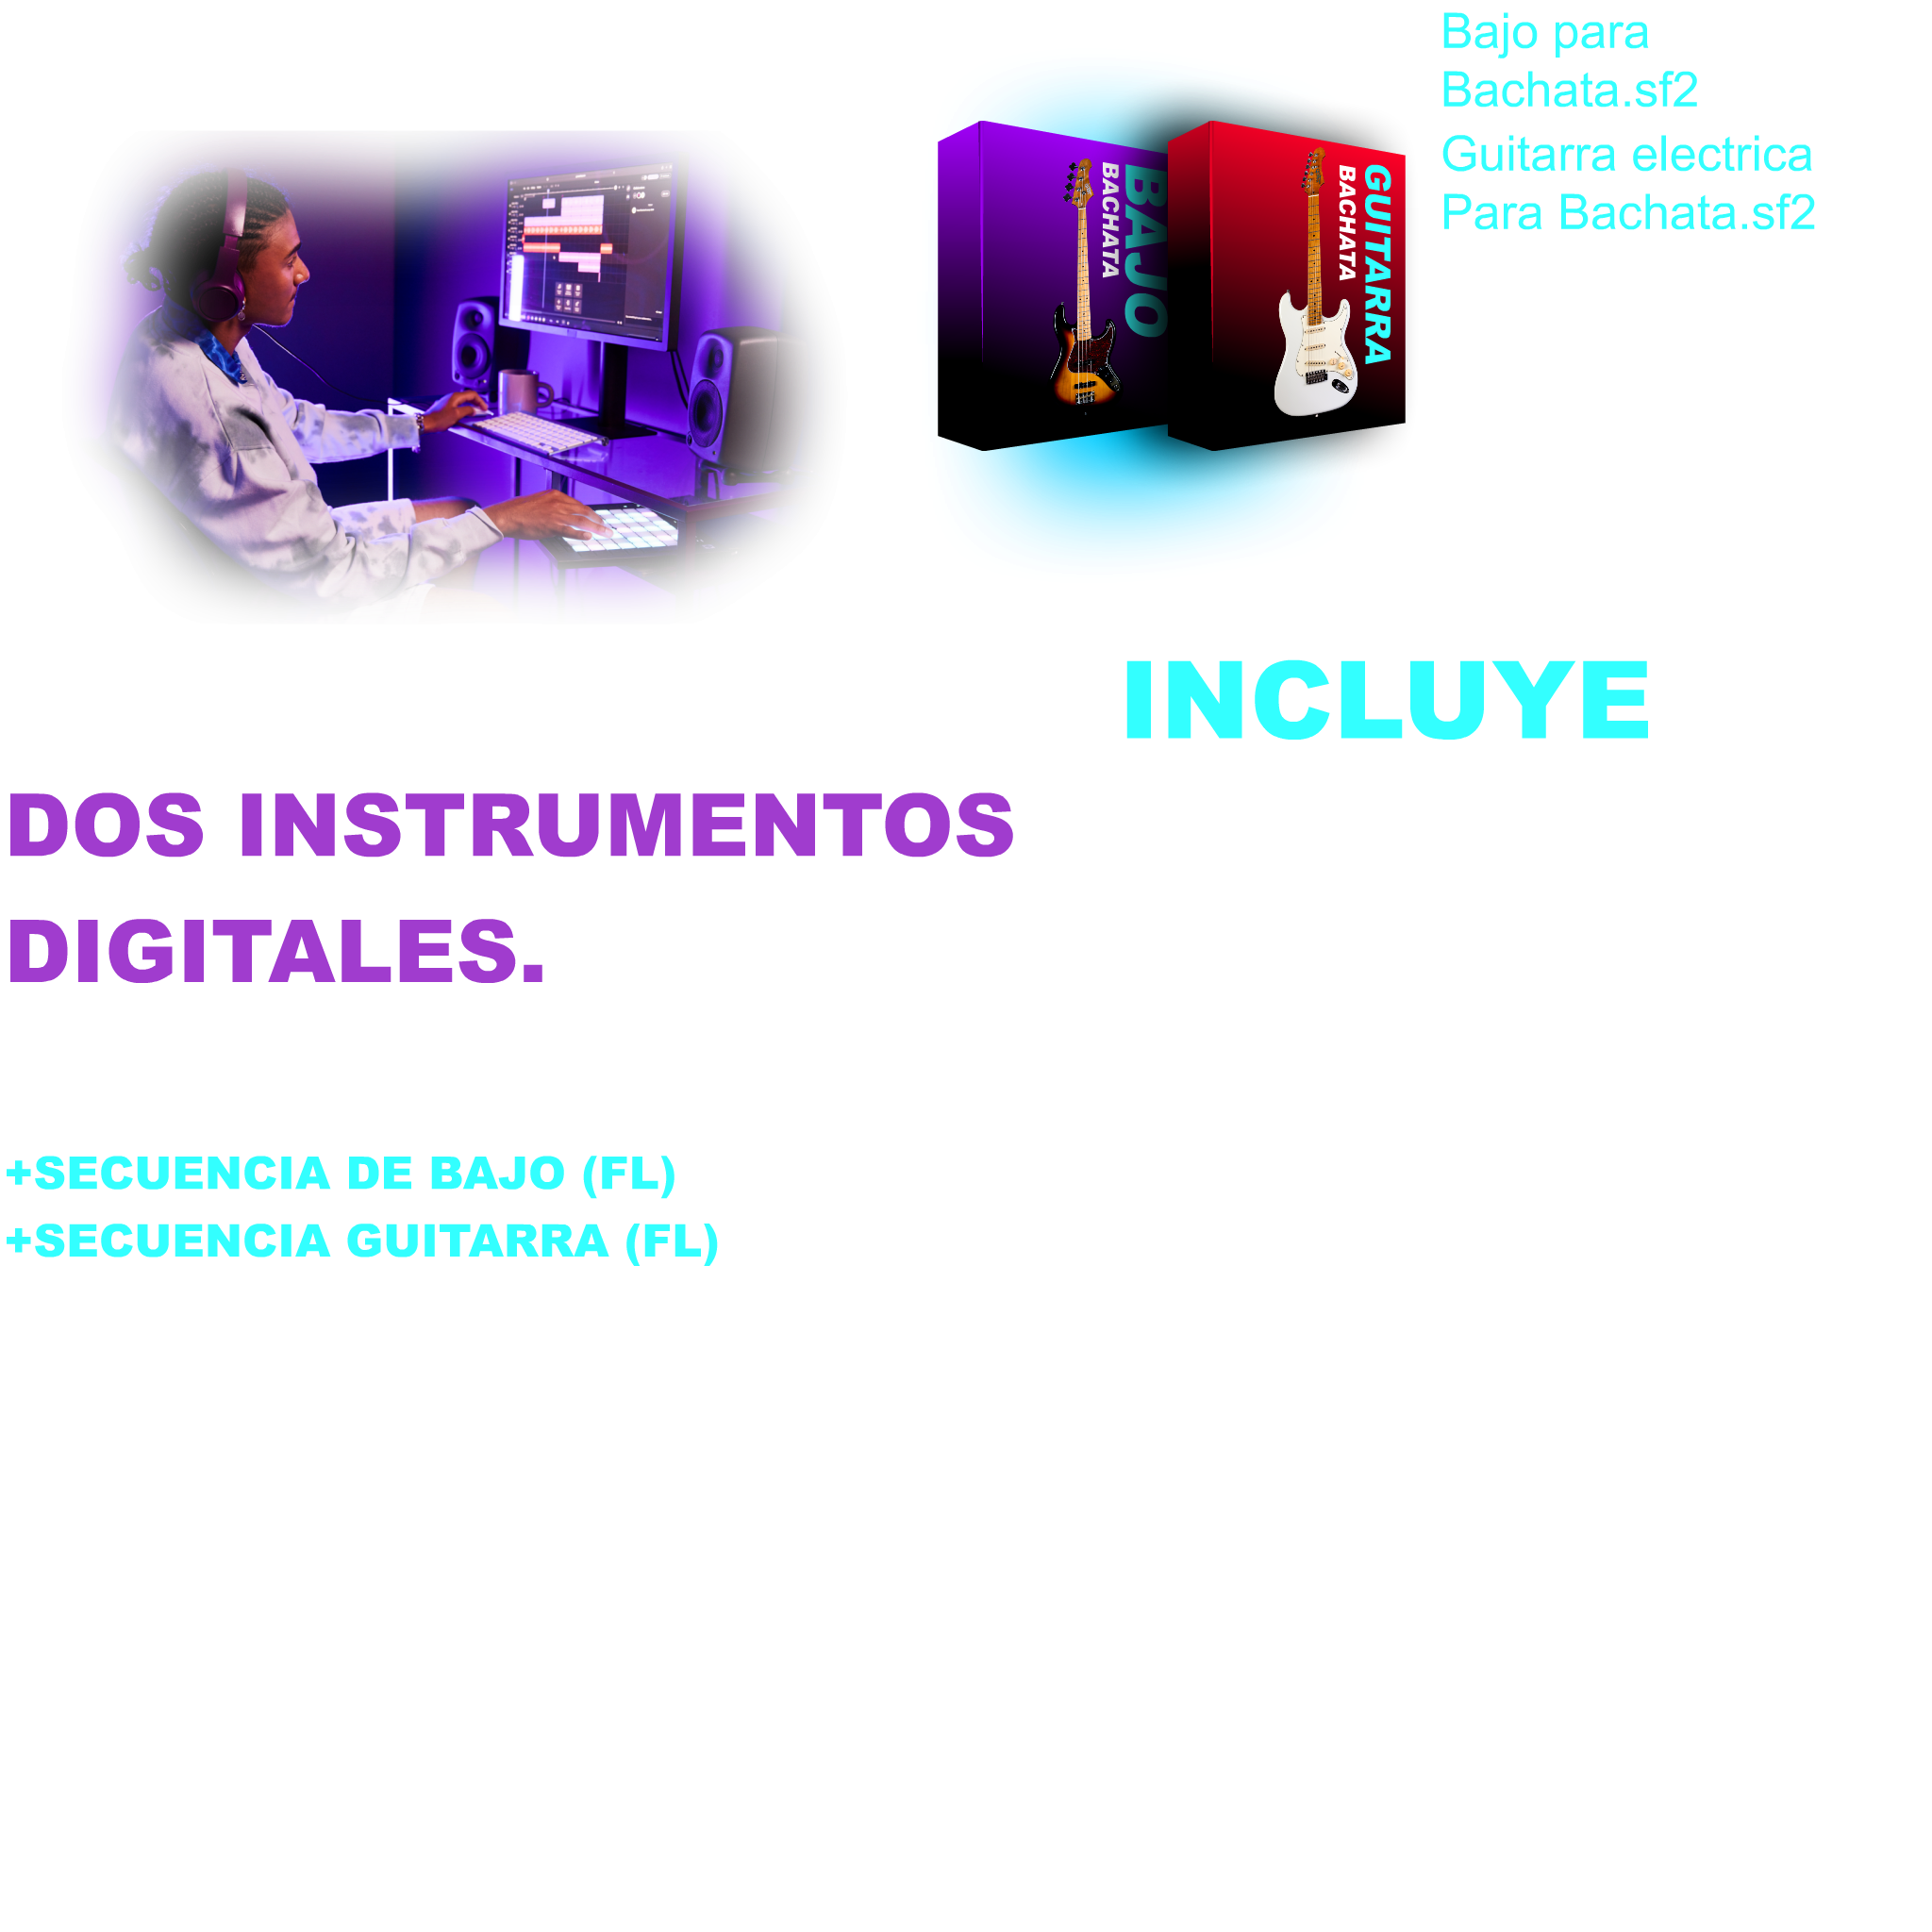 Bajo para
Bachata.sf2
Guitarra electrica
Para Bachata.sf2
BAJO
BACHATA
GUITARRA
BACHATA
INCLUYE
DOS INSTRUMENTOS
DIGITALES.
+SECUENCIA DE BAJO (FL)
+SECUENCIA GUITARRA (FL)